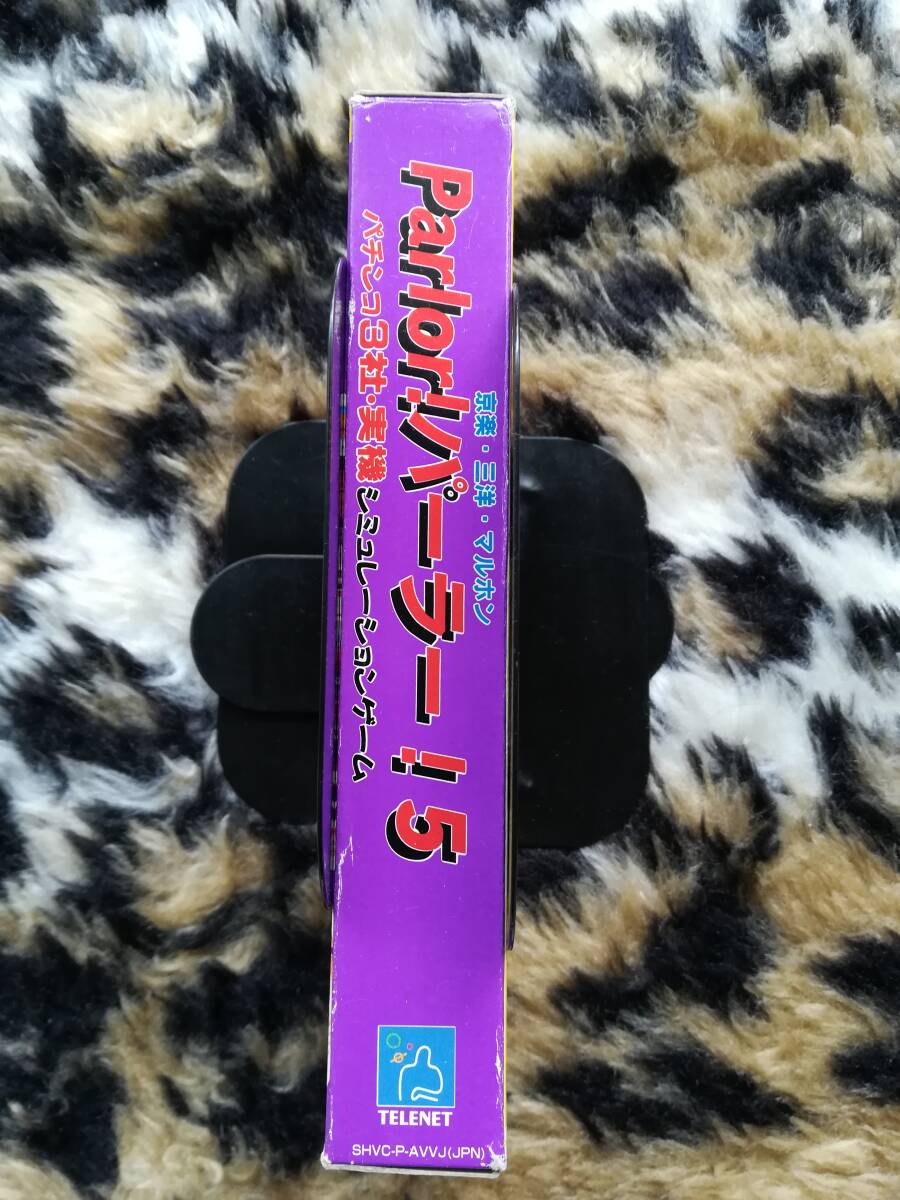 京楽・三洋・マルホン
Parlor!パーラー!5
パチンコ3社・実機シミュレーションゲーム
TELENET
SHVC-P-AVVJ(JPN)